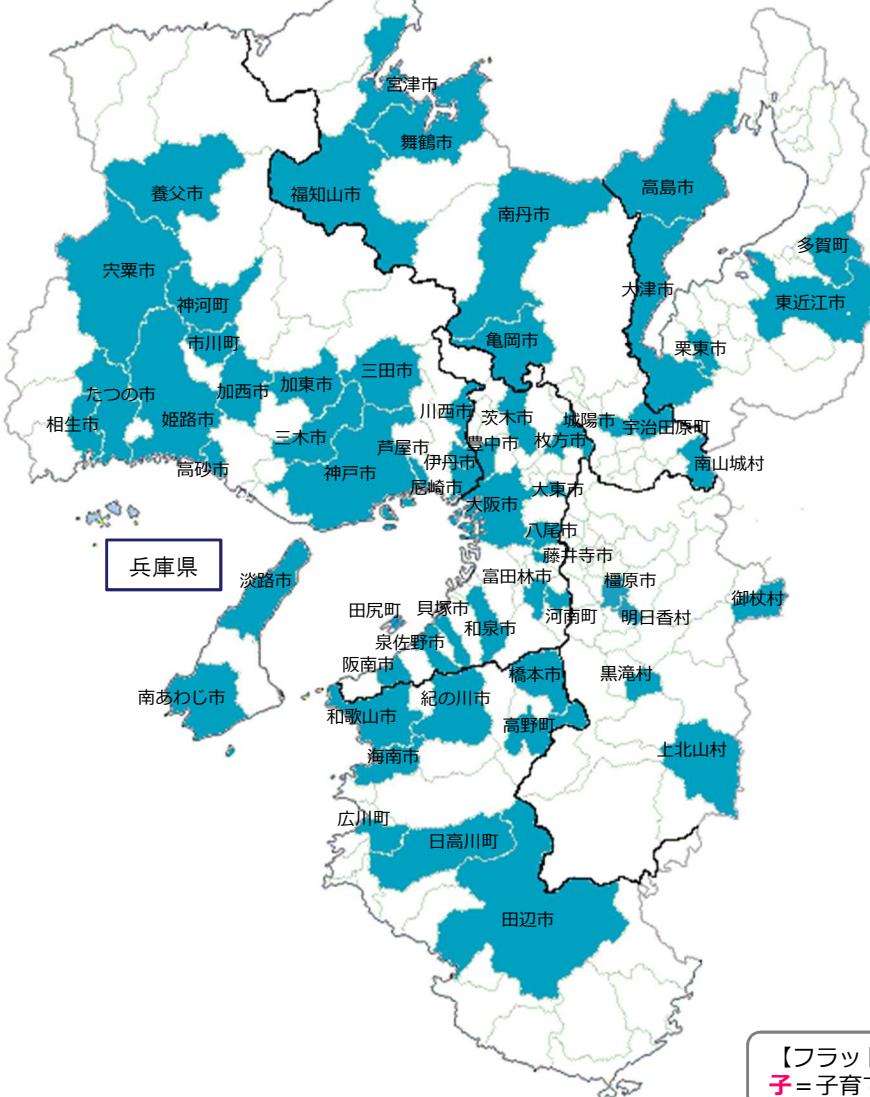 宮津市
舞鶴市
養父市
福知山市
高島市
南丹市
多賀町
宍粟市
大津市
東近江市
神河町
亀岡市
市川町
栗東市
三田市
加東市
たつの市
加西市
川西市
茨木市
相生市
姫路市
城陽市
宇治田原町
三木市
芦屋市
豊中市
枚方市
高砂市
神戸市
伊丹市
南山城村
尼崎市
大東市
大阪市
八尾市
藤井寺市
兵庫県
淡路市
富田林市
橿原市
御杖村
田尻町
貝塚市
河南町
明日香村
泉佐野市
和泉市
阪南市
橋本市
黒滝村
南あわじ市
紀の川市
和歌山市
高野町
海南市
上北山村
広川町
日高川町
田辺市
【フラッ
子=子育